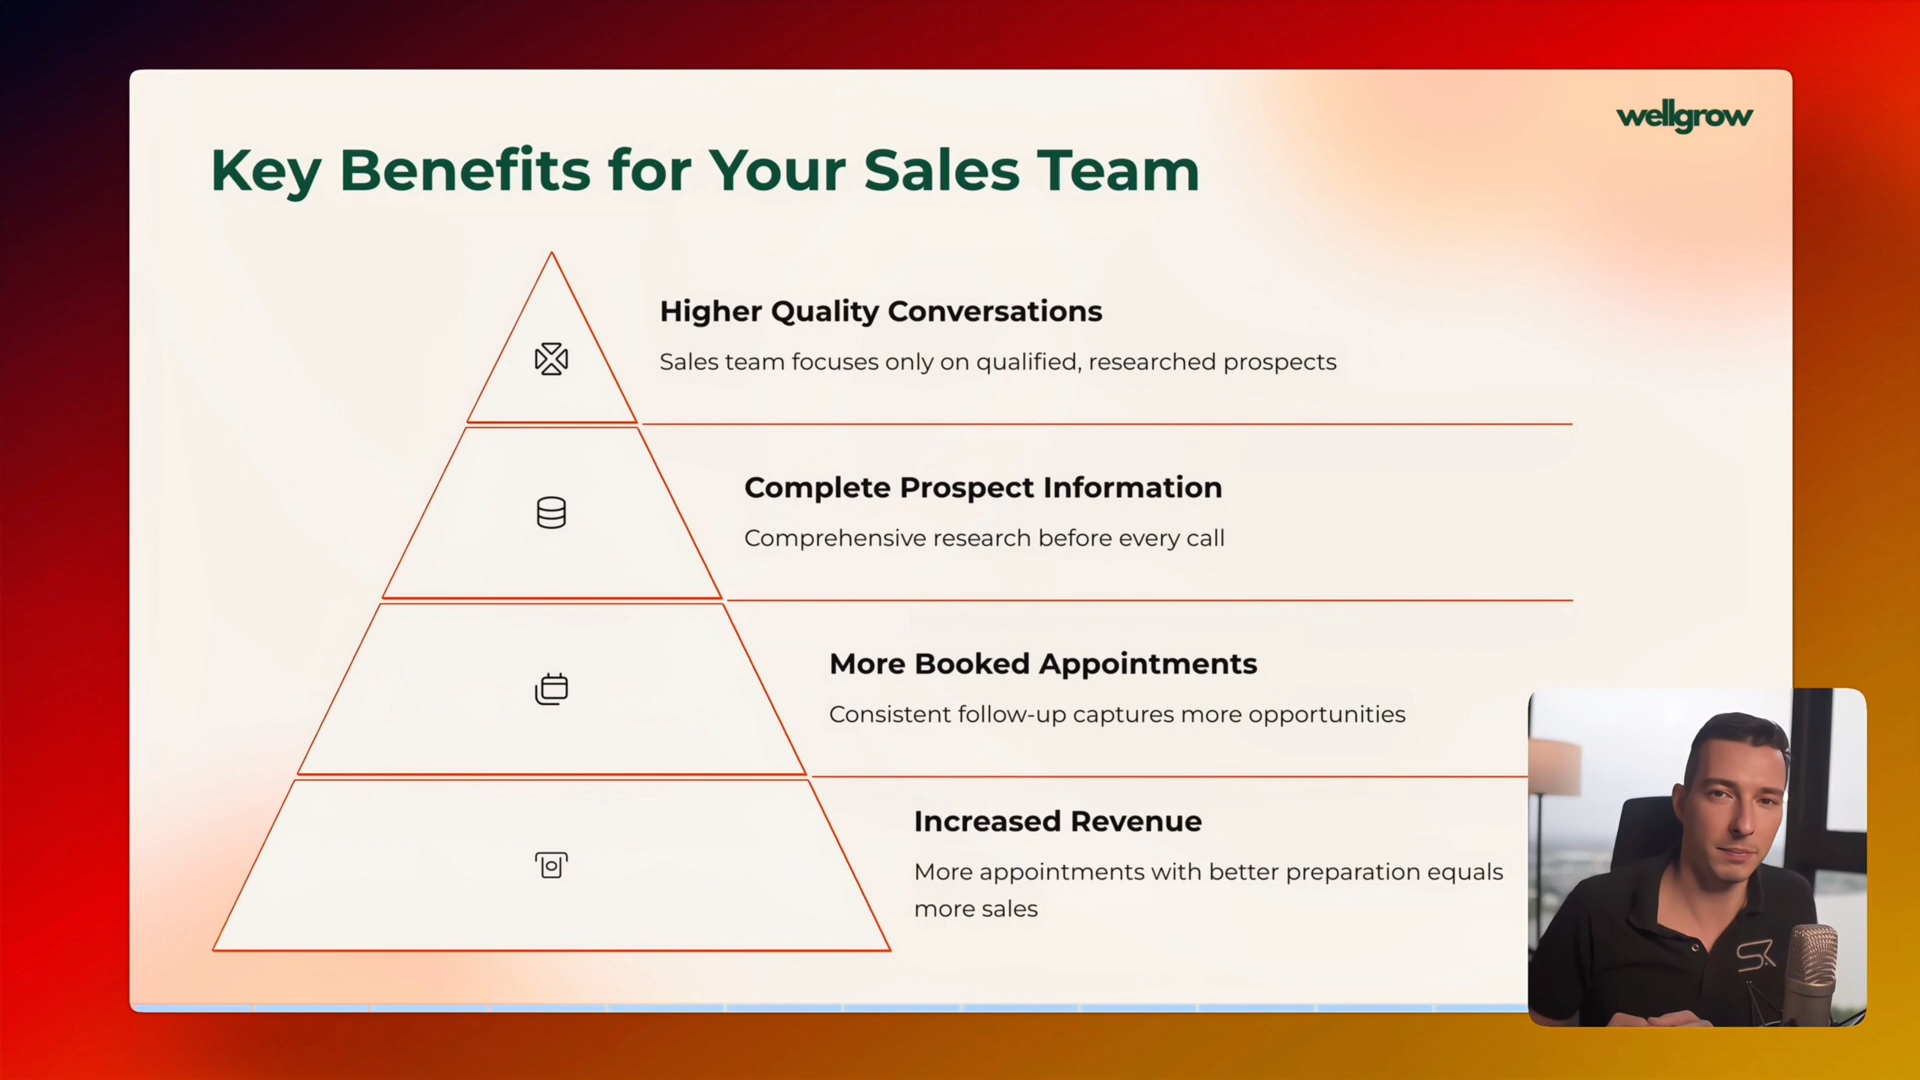 wellgrow
Key Benefits for Your Sales Team
Higher Quality Conversations
Sales team focuses only on qualified, researched prospects
Complete Prospect Information
Comprehensive research before every call
More Booked Appointments
Consistent follow-up captures more opportunities
Increased Revenue
More appointments with better preparation equals
more sales